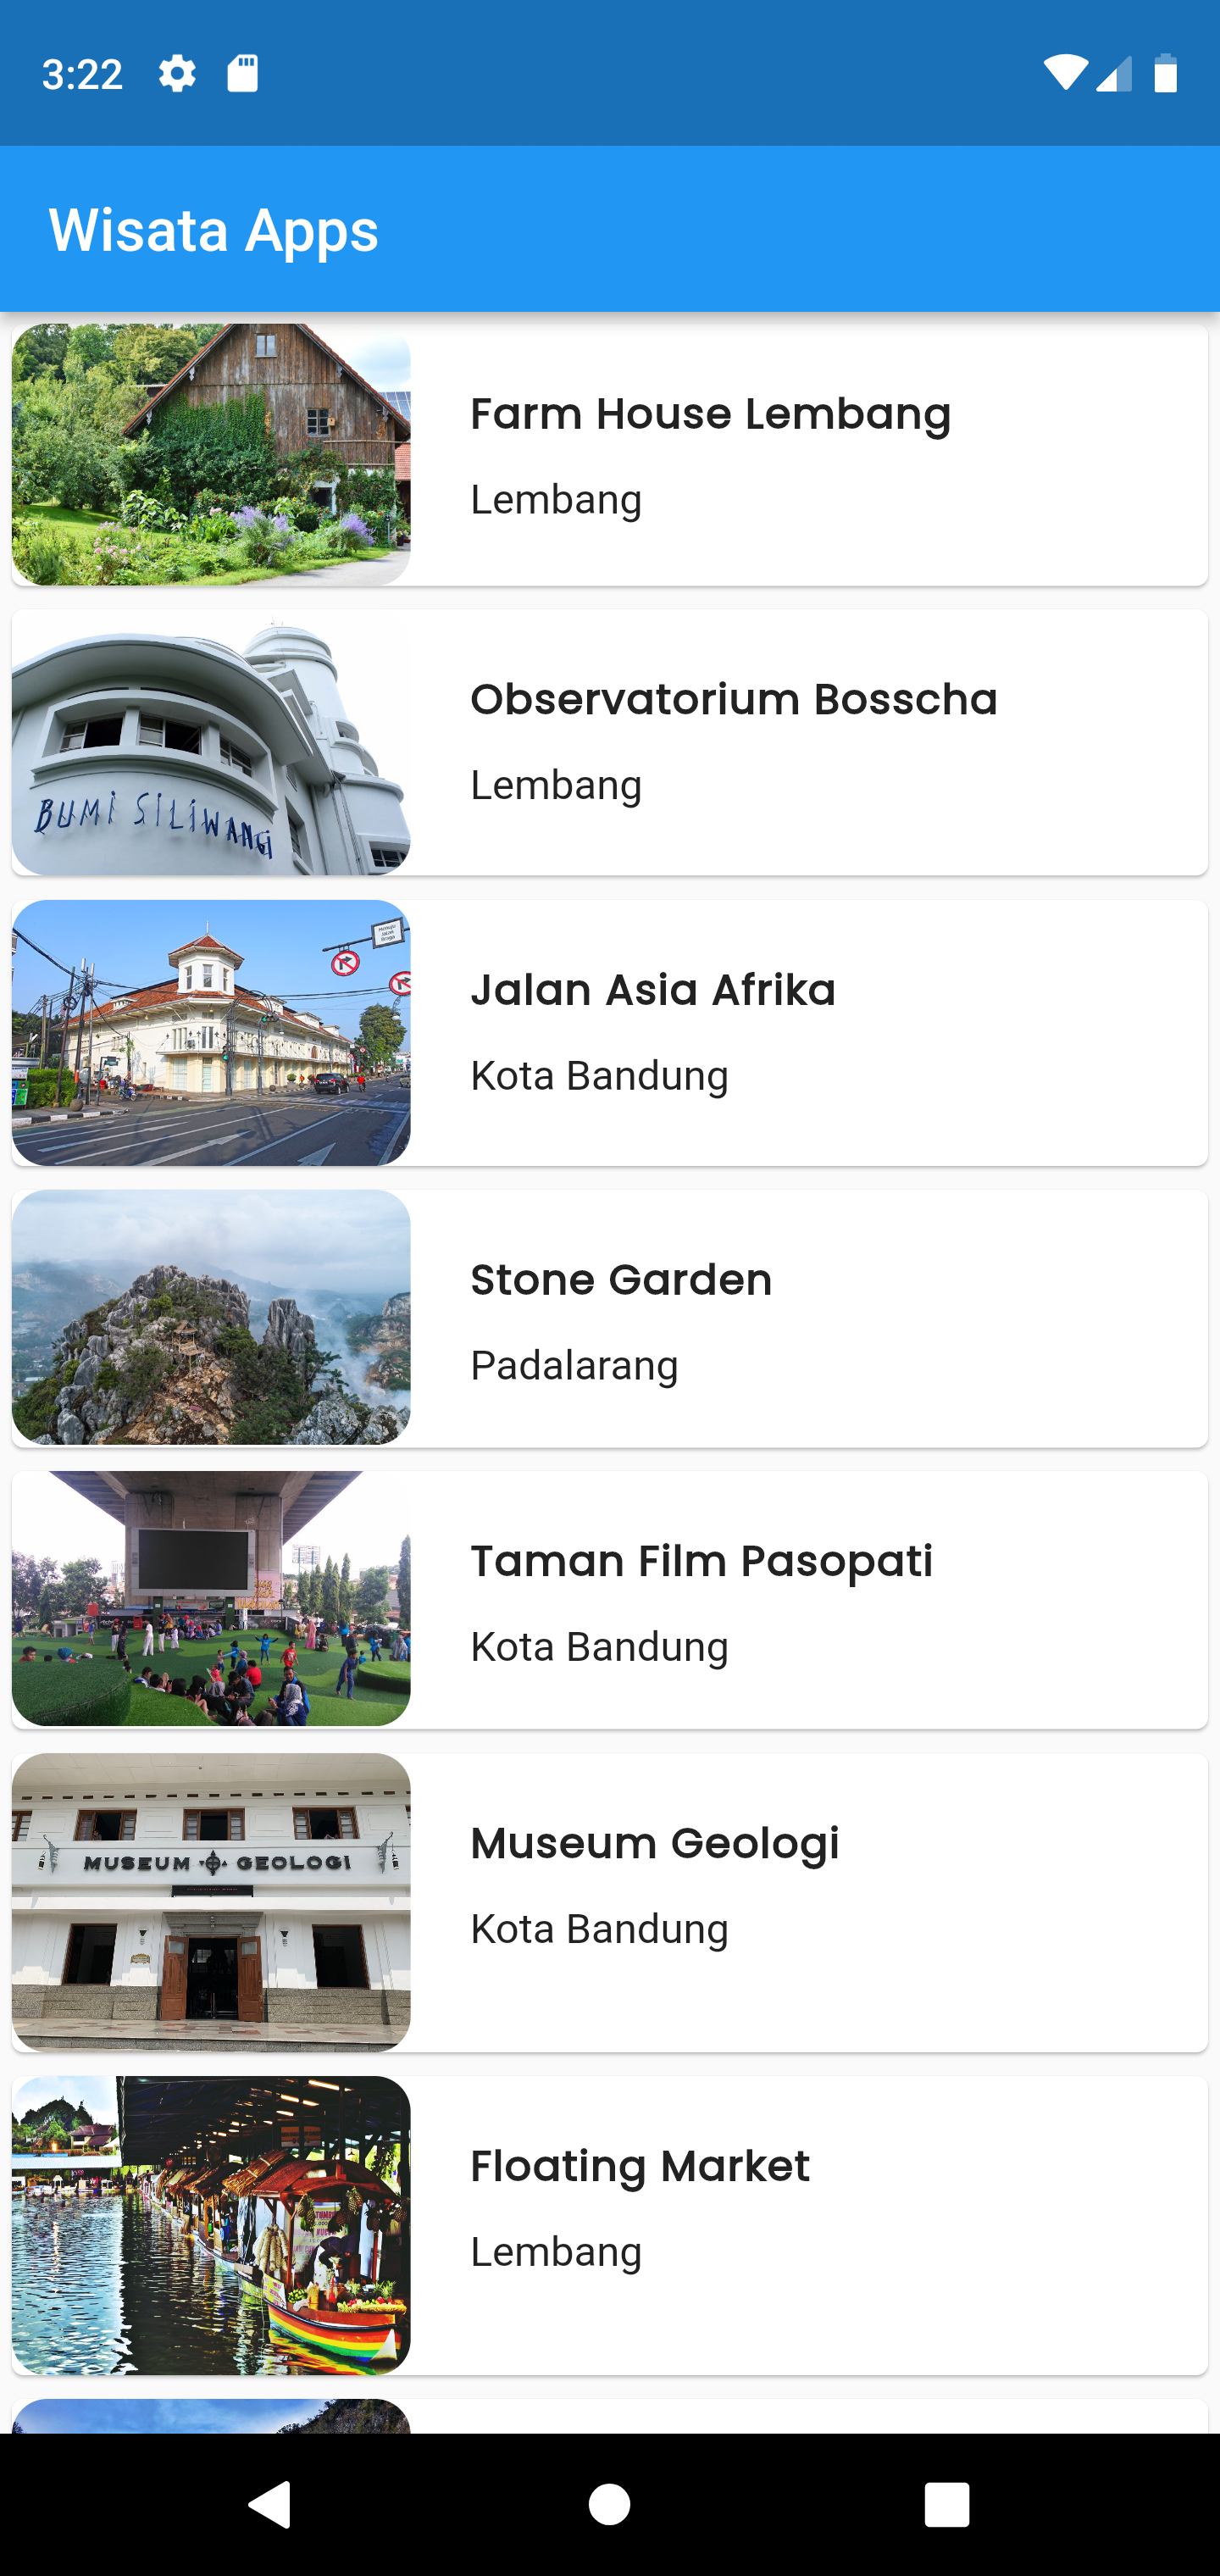 3:22
Wisata Apps
Farm House Lembang
Lembang
BUMI SILIWANGI
Observatorium Bosscha
Lembang
Jalan Asia Afrika
Kota Bandung
Stone Garden
Padalarang
Taman Film Pasopati
Kota Bandung
MUSEUM GEOLOGI
Museum Geologi
Kota Bandung
Floating Market
Lembang